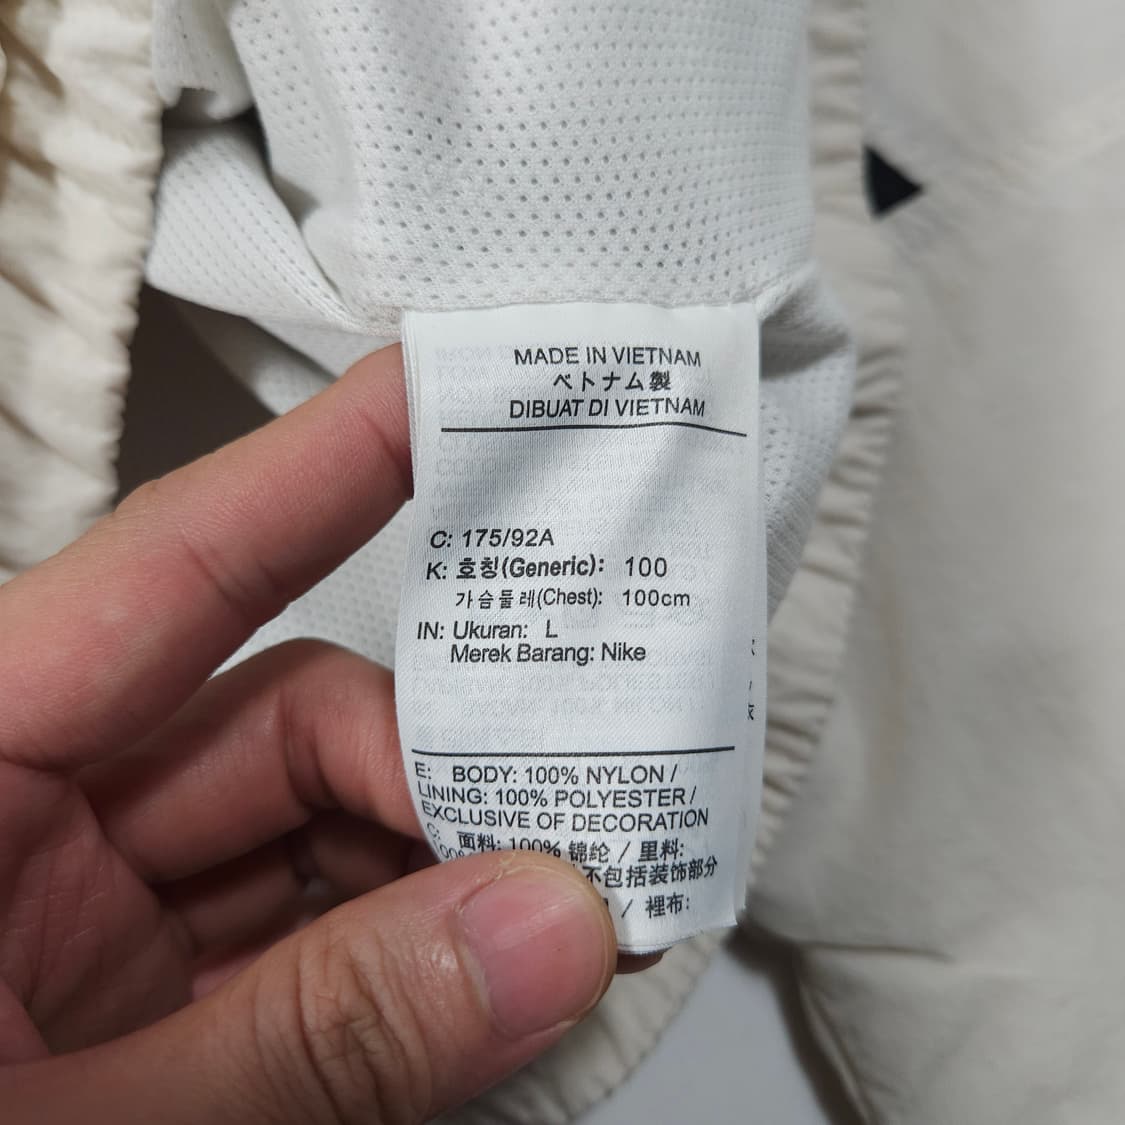 MADE IN VIETNAM
ベトナム製
DIBUAT DI VIETNAM
C: 175/92A
K: 호칭(Generic): 100
가슴둘레(Chest): 100cm
IN: Ukuran: L
Merek Barang: Nike
E: BODY: 100% NYLON /
LINING: 100% POLYESTER /
EXCLUSIVE OF DECORATION
C: 面料: 100% 锦纶 / 里料:
100% 不包括装饰部分
/ 裡布: